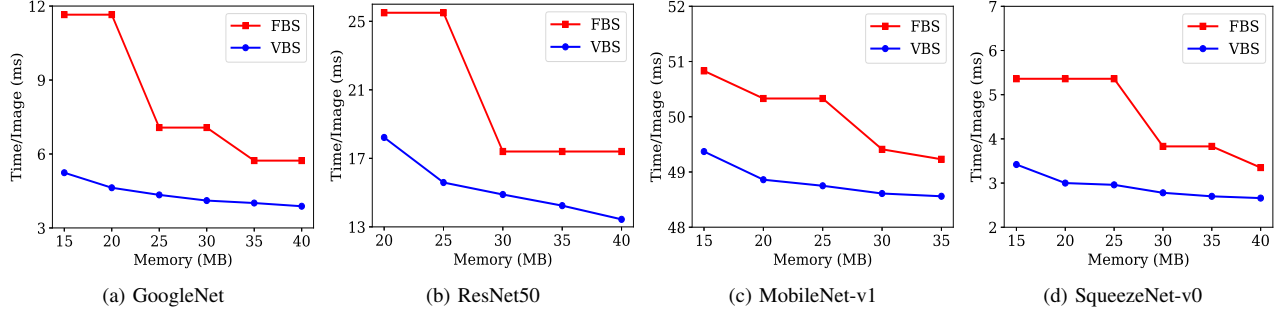 12
9
6
3
Time/Image (ms)
FBS
VBS
15 20 25 30 35 40
Memory (MB)
(a) GoogleNet
25
21
17
13
Time/Image (ms)
FBS
VBS
20 25 30 35 40
Memory (MB)
(b) ResNet50
52
51
50
49
48
Time/Image (ms)
FBS
VBS
15 20 25 30 35
Memory (MB)
(c) MobileNet-v1
7
6
5
4
3
2
Time/Image (ms)
FBS
VBS
15 20 25 30 35 40
Memory (MB)
(d) SqueezeNet-v0